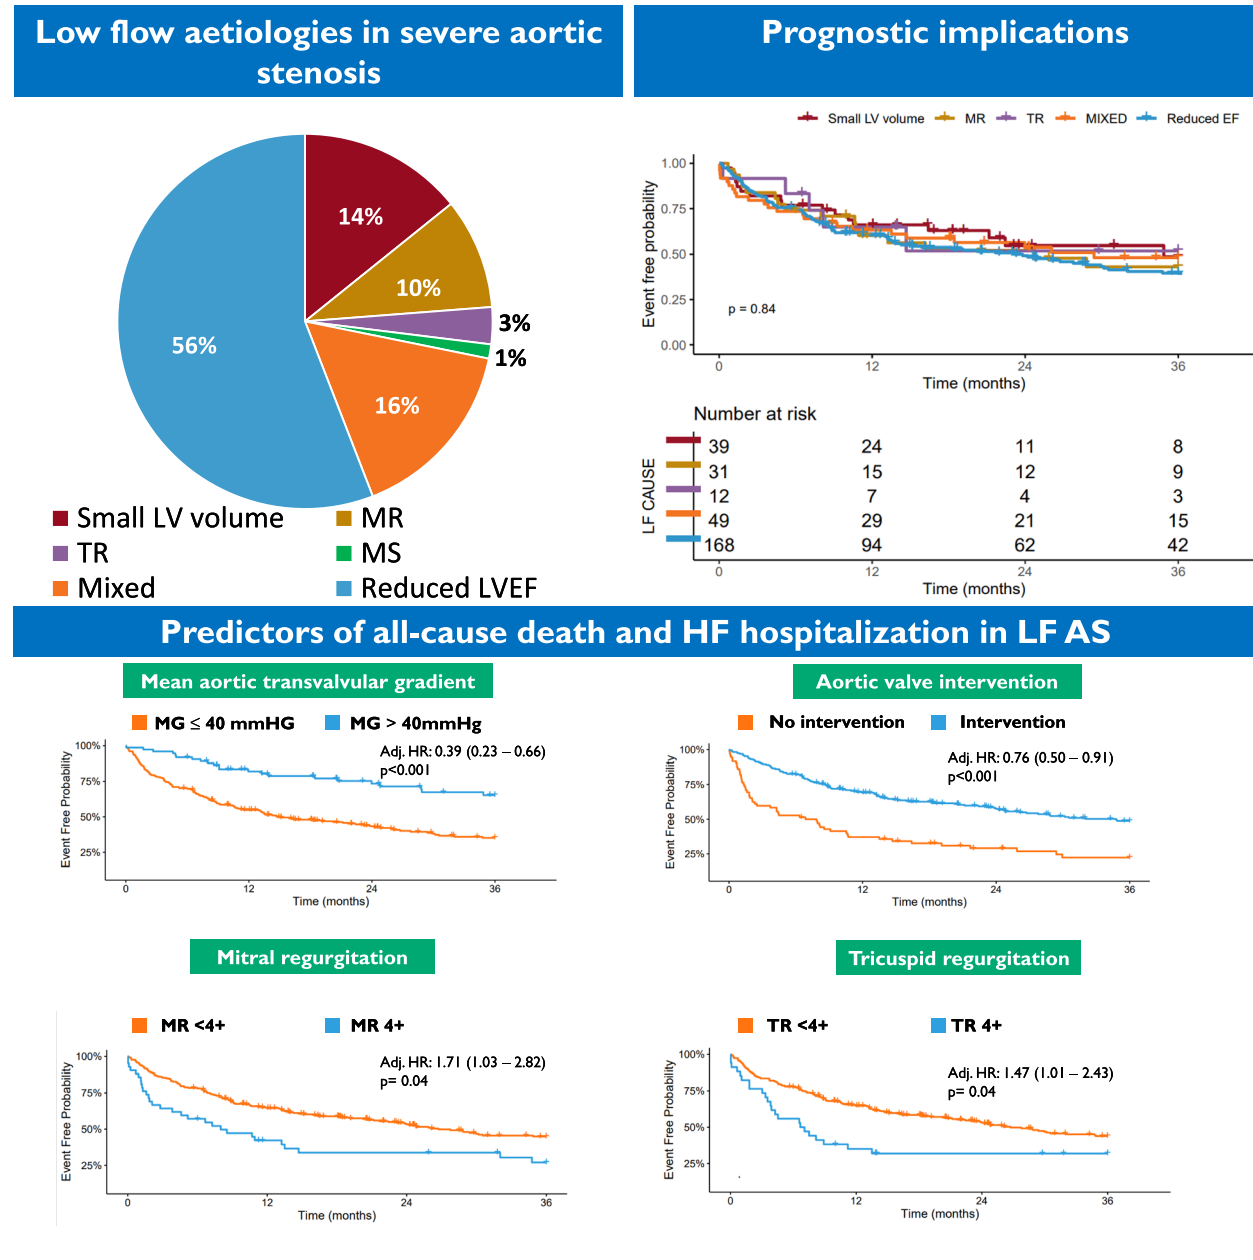 Low flow aetiologies in severe aortic
stenosis
14%
10%
3%
1%
16%
56%
Small LV volume
MR
TR
MS
Mixed
Reduced LVEF
Prognostic implications
Small LV volume
MR
TR
MIXED
Reduced EF
1.00
0.75
0.50
0.25
0.00
Event free probability
p = 0.84
0
12
24
36
Time (months)
Number at risk
LF CAUSE
39 24 11 8
31 15 12 9
12 7 4 3
49 29 21 15
168 94 62 42
0
12
24
36
Time (months)
Predictors of all-cause death and HF hospitalization in LF AS
Mean aortic transvalvular gradient
MG ≤ 40 mmHG
MG > 40mmHg
Adj. HR: 0.39 (0.23 – 0.66)
p<0.001
100%
75%
50%
25%
Event Free Probability
0
12
24
36
Time (months)
Aortic valve intervention
No intervention
Intervention
Adj. HR: 0.76 (0.50 – 0.91)
p<0.001
100%
75%
50%
25%
Event Free Probability
0
12
24
36
Time (months)
Mitral regurgitation
MR <4+
MR 4+
Adj. HR: 1.71 (1.03 – 2.82)
p= 0.04
100%
75%
50%
25%
Event Free Probability
0
12
24
36
Time (months)
Tricuspid regurgitation
TR <4+
TR 4+
Adj. HR: 1.47 (1.01 – 2.43)
p= 0.04
100%
75%
50%
25%
Event Free Probability
0
12
24
36
Time (months)